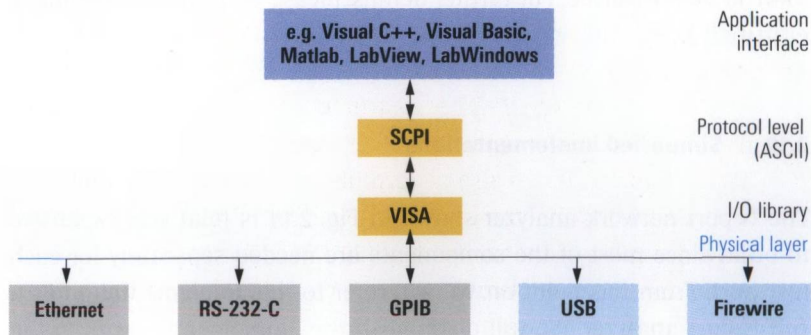 Application
interface
e.g. Visual C++, Visual Basic,
Matlab, LabView, LabWindows
SCPI
Protocol level
(ASCII)
VISA
I/O library
Physical layer
Ethernet
RS-232-C
GPIB
USB
Firewire